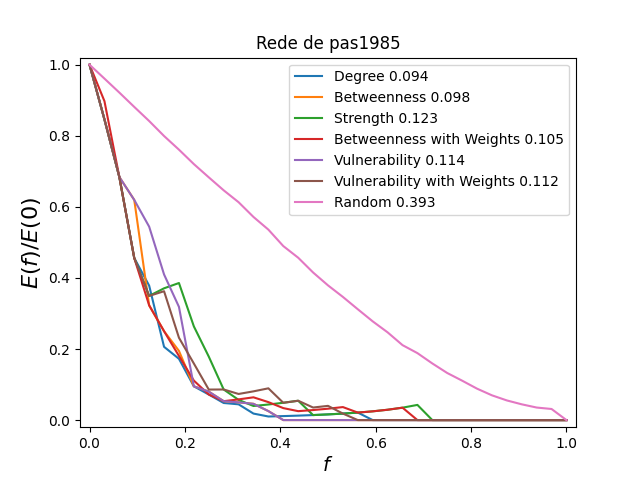 Rede de pas1985
Degree 0.094
Betweenness 0.098
Strength 0.123
Betweenness with Weights 0.105
Vulnerability 0.114
Vulnerability with Weights 0.112
Random 0.393
E(f)/E(0)
1.0
0.8
0.6
0.4
0.2
0.0
0.0 0.2 0.4 0.6 0.8 1.0
f